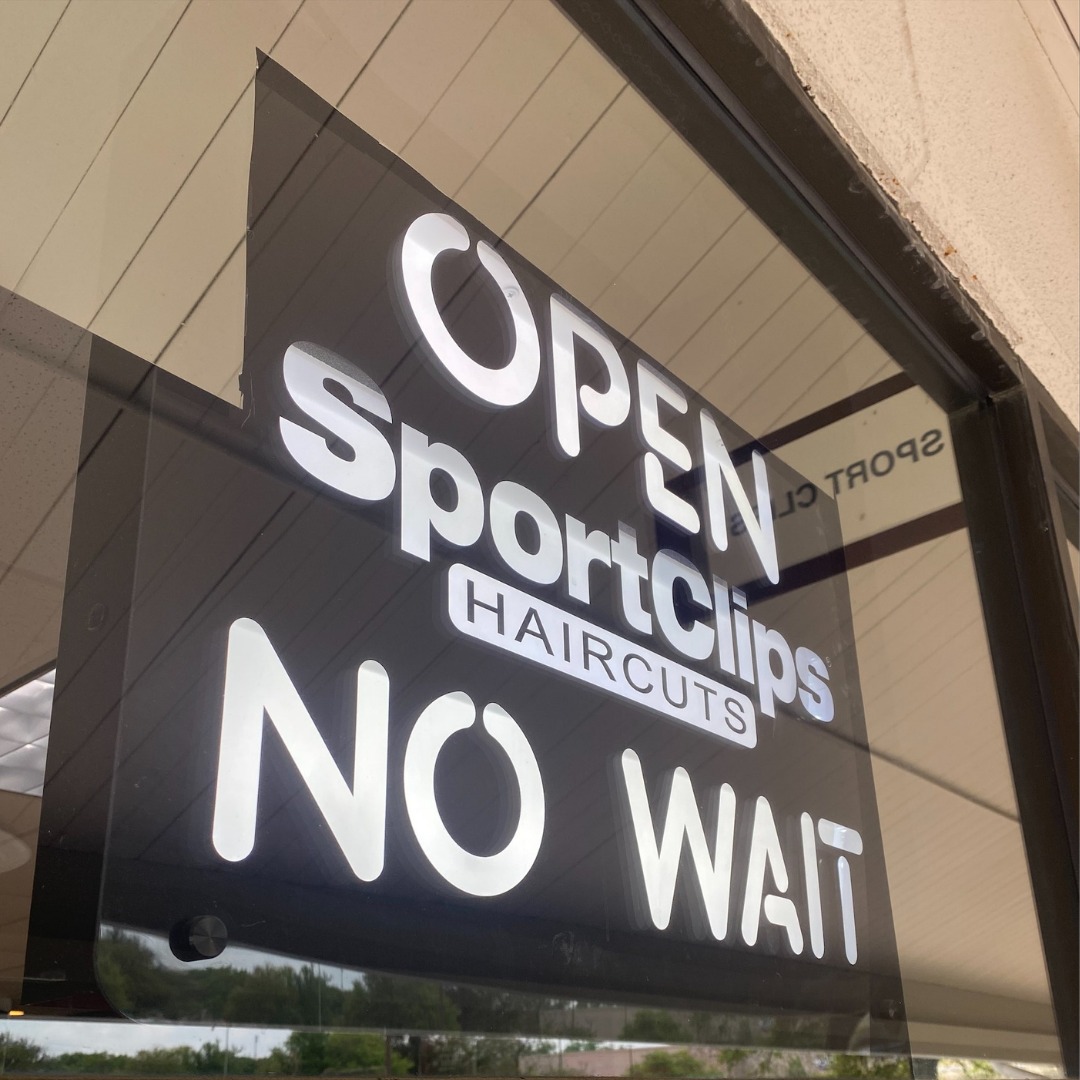 OPEN
SportClips
HAIRCUTS
NO WAIT
SPORT CLIPS